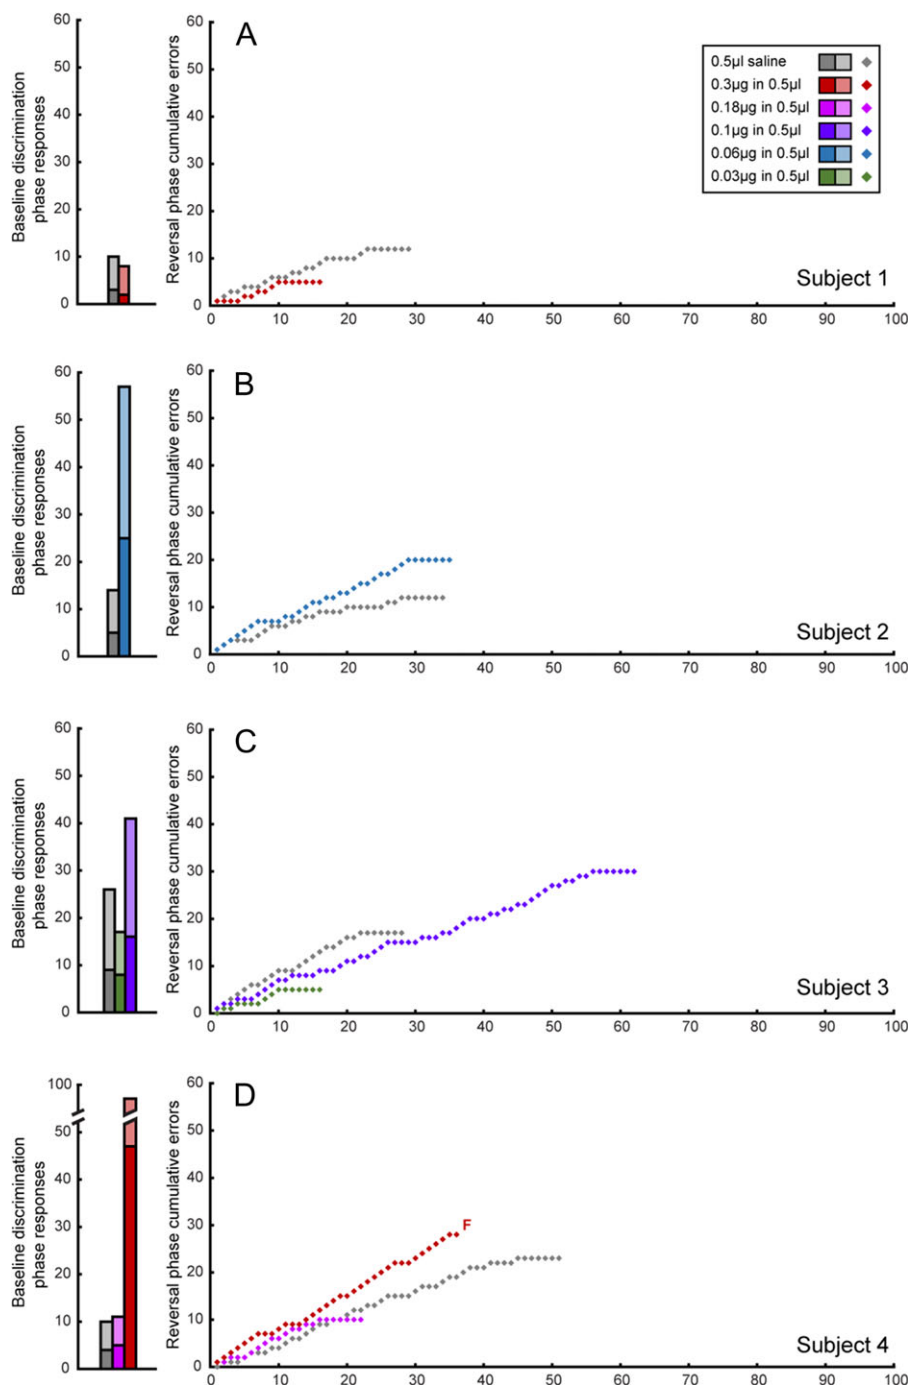 A
Baseline discrimination
phase responses
60
50
40
30
20
10
0
Reversal phase cumulative errors
60
50
40
30
20
10
0
0 10 20 30 40 50 60 70 80 90 100
0.5µl saline
0.3µg in 0.5µl
0.18µg in 0.5µl
0.1µg in 0.5µl
0.06µg in 0.5µl
0.03µg in 0.5µl
Subject 1
B
Baseline discrimination
phase responses
60
50
40
30
20
10
0
Reversal phase cumulative errors
60
50
40
30
20
10
0
0 10 20 30 40 50 60 70 80 90 100
Subject 2
C
Baseline discrimination
phase responses
60
50
40
30
20
10
0
Reversal phase cumulative errors
60
50
40
30
20
10
0
0 10 20 30 40 50 60 70 80 90 100
Subject 3
D
Baseline discrimination
phase responses
100
50
40
30
20
10
0
Reversal phase cumulative errors
60
50
40
30
20
10
0
F
0 10 20 30 40 50 60 70 80 90 100
Subject 4